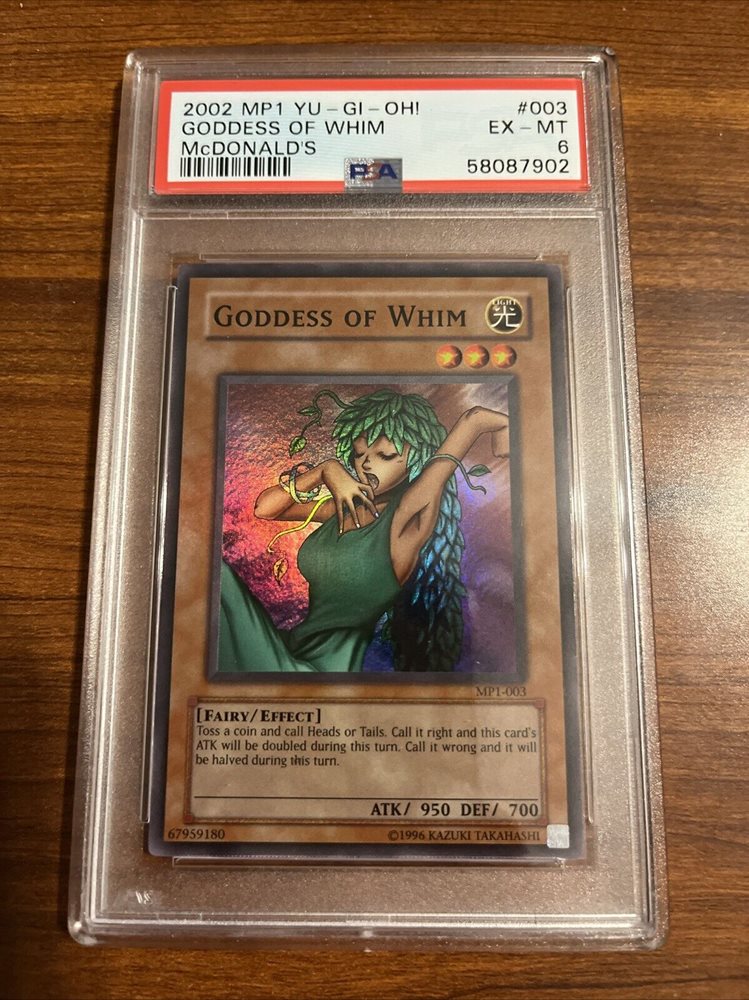 2002 MP1 YU-GI-OH! #003
GODDESS OF WHIM EX-MT
McDONALD'S 6
PSA 58087902
GODDESS OF WHIM LIGHT 光
MP1-003
[FAIRY/EFFECT]
Toss a coin and call Heads or Tails. Call it right and this card's
ATK will be doubled during this turn. Call it wrong and it will
be halved during this turn.
ATK/ 950 DEF/ 700
67959180 ©1996 KAZUKI TAKAHASHI